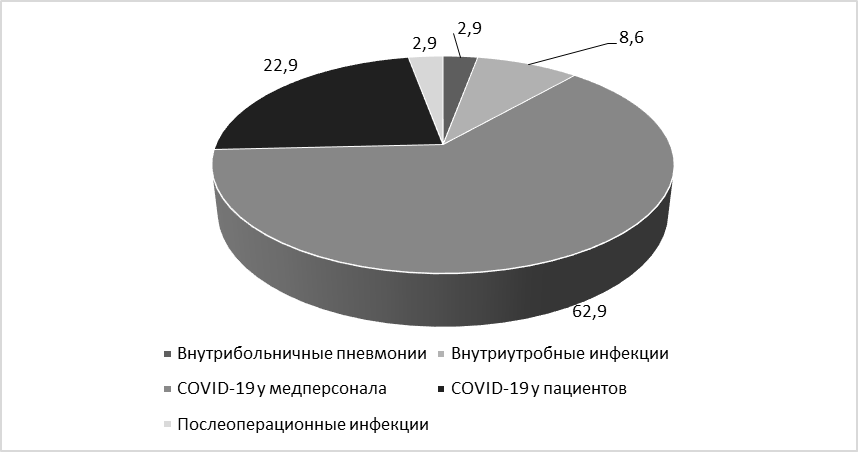 2,9
2,9
8,6
22,9
62,9
Внутрибольничные пневмонии
Внутриутробные инфекции
COVID-19 у медперсонала
COVID-19 у пациентов
Послеоперационные инфекции